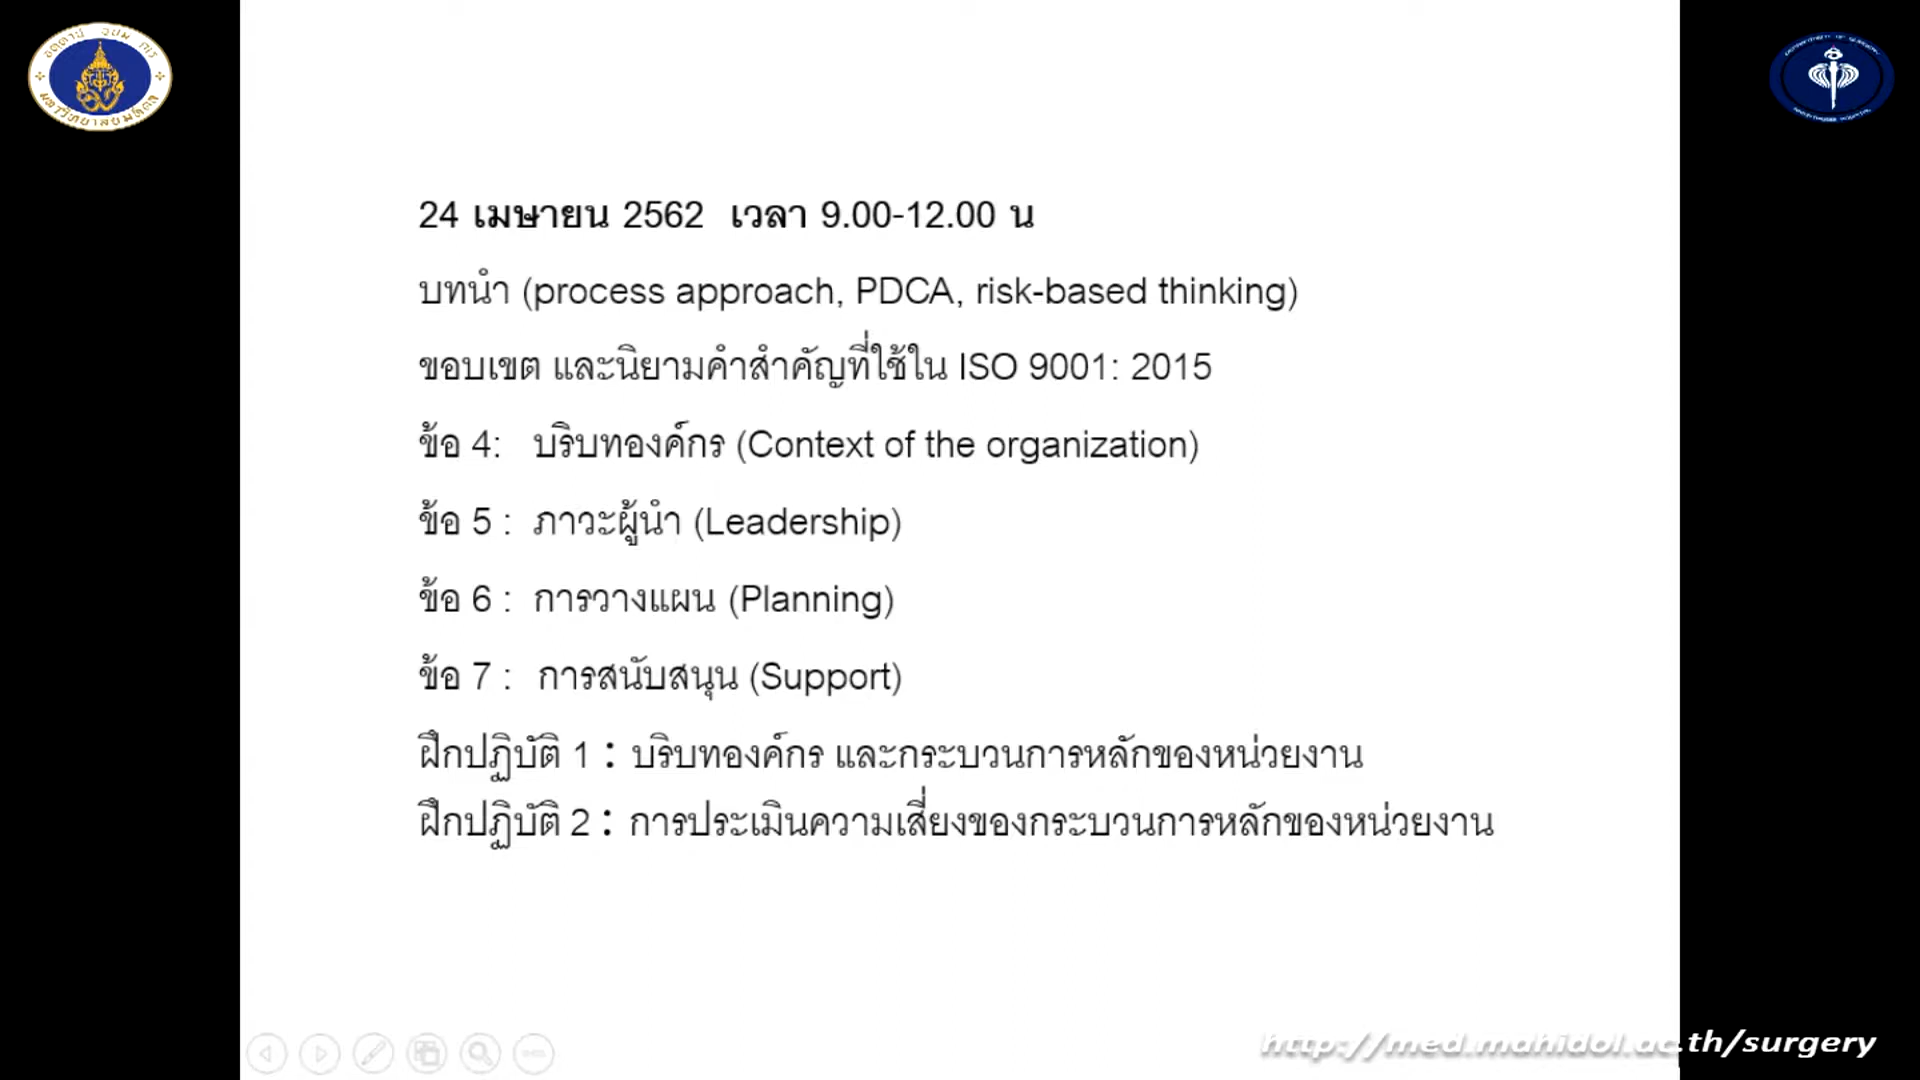 24 เมษายน 2562 เวลา 9.00-12.00 น
บทนำ (process approach, PDCA, risk-based thinking)
ขอบเขต และนิยามคำสำคัญที่ใช้ใน ISO 9001: 2015
ข้อ 4: บริบทองค์กร (Context of the organization)
ข้อ 5 : ภาวะผู้นำ (Leadership)
ข้อ 6 : การวางแผน (Planning)
ข้อ 7 : การสนับสนุน (Support)
ฝึกปฏิบัติ 1 : บริบทองค์กร และกระบวนการหลักของหน่วยงาน
ฝึกปฏิบัติ 2 : การประเมินความเสี่ยงของกระบวนการหลักของหน่วยงาน
http://med.mahidol.ac.th/surgery